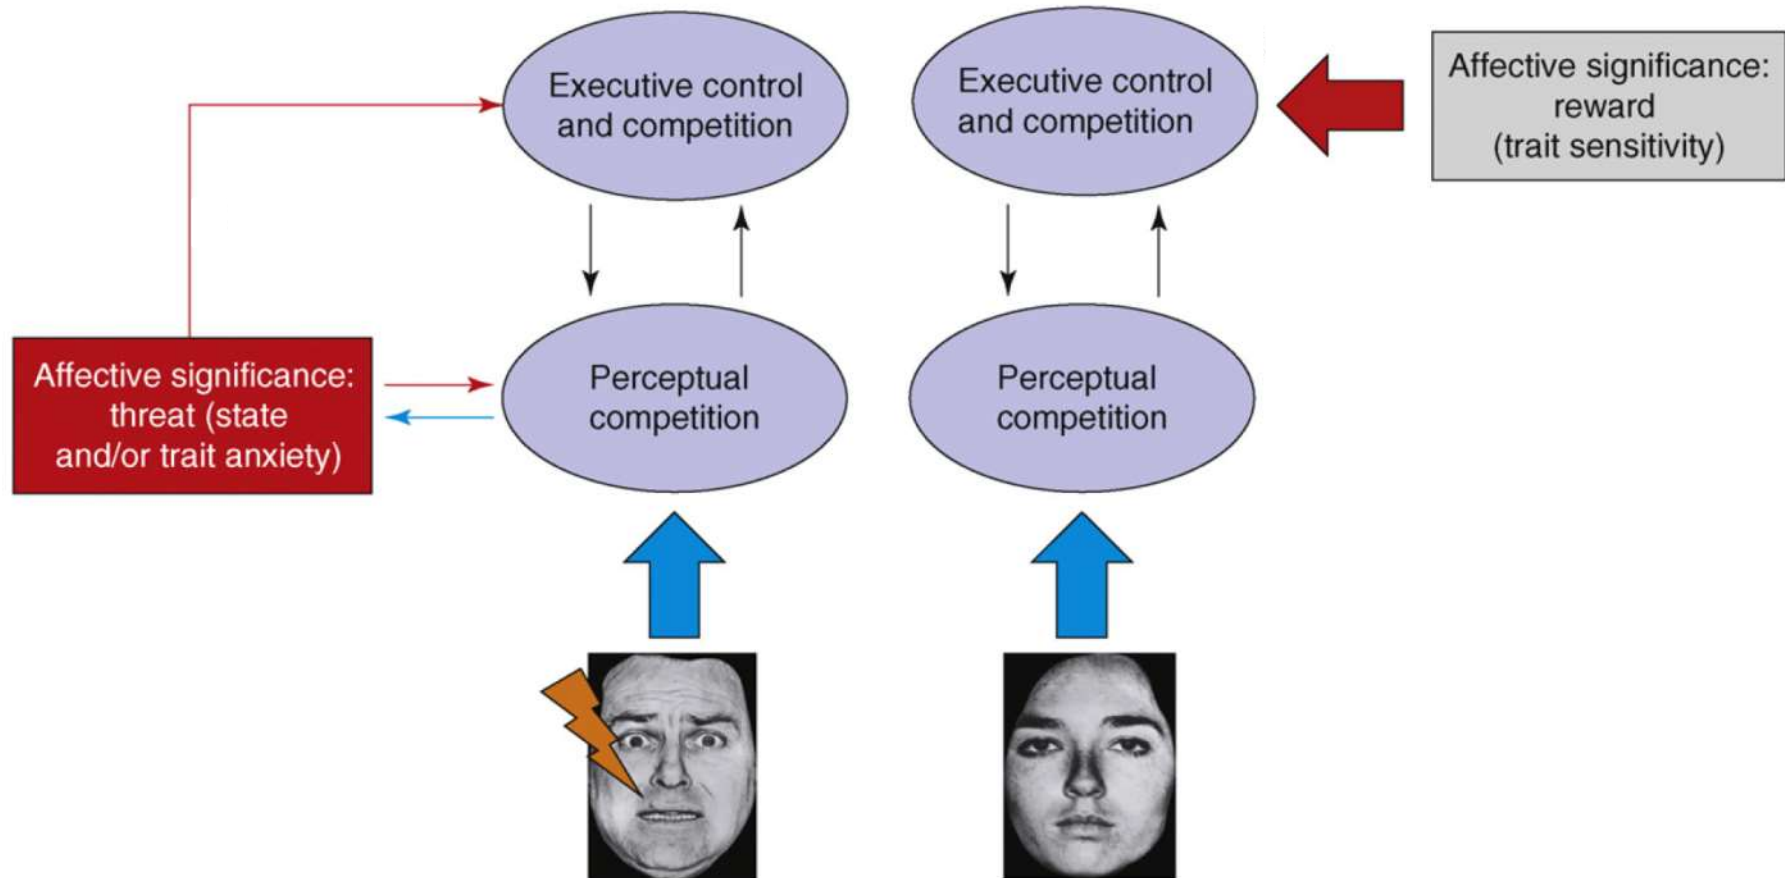 Executive control
and competition
Executive control
and competition
Affective significance:
reward
(trait sensitivity)
Affective significance:
threat (state
and/or trait anxiety)
Perceptual
competition
Perceptual
competition